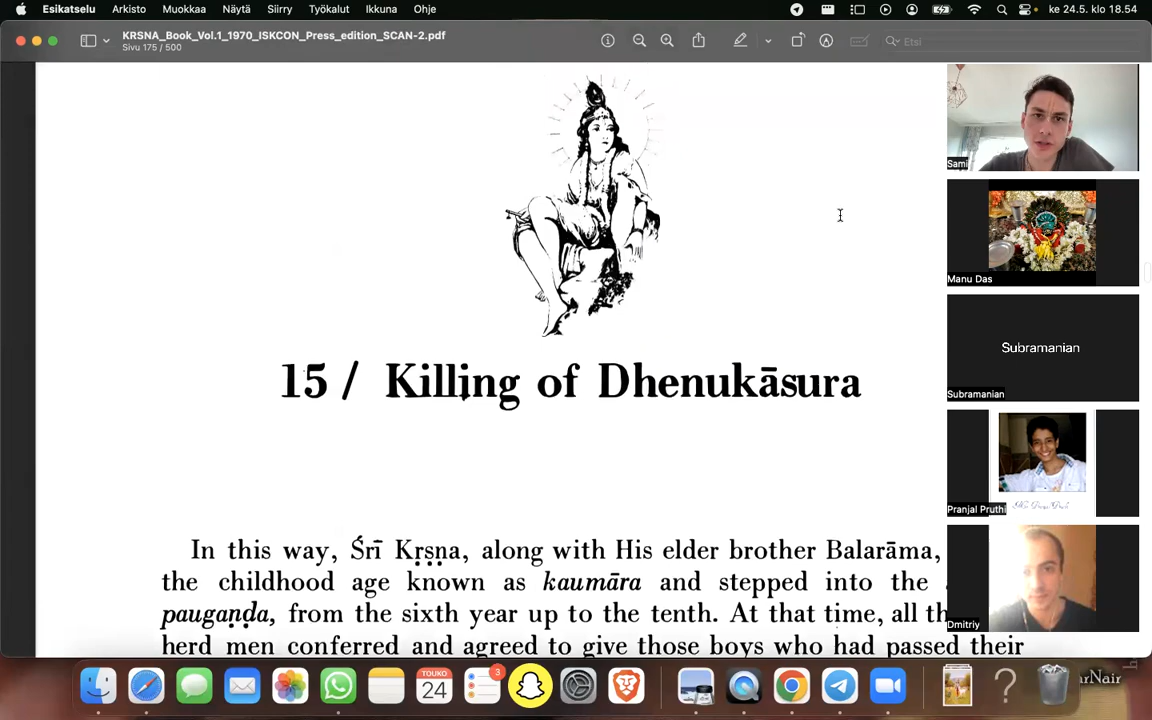 Esikatselu Arkisto Muokkaa Näytä Siirry Työkalut Ikkuna Ohje ke 24.5. klo 18.54
KRSNA_Book_Vol.1_1970_ISKCON_Press_edition_SCAN-2.pdf
Sivu 175 / 500
Etsi
Sami
Manu Das
Subramanian
Subramanian
Pranjal Pruthi
Dmitriy
15 / Killing of Dhenukāsura
In this way, Śrī Kṛṣṇa, along with His elder brother Balarāma,
the childhood age known as kaumāra and stepped into the
paugaṇḍa, from the sixth year up to the tenth. At that time, all th
herd men conferred and agreed to give those boys who had passed their
TOUKO
24
3
arNair